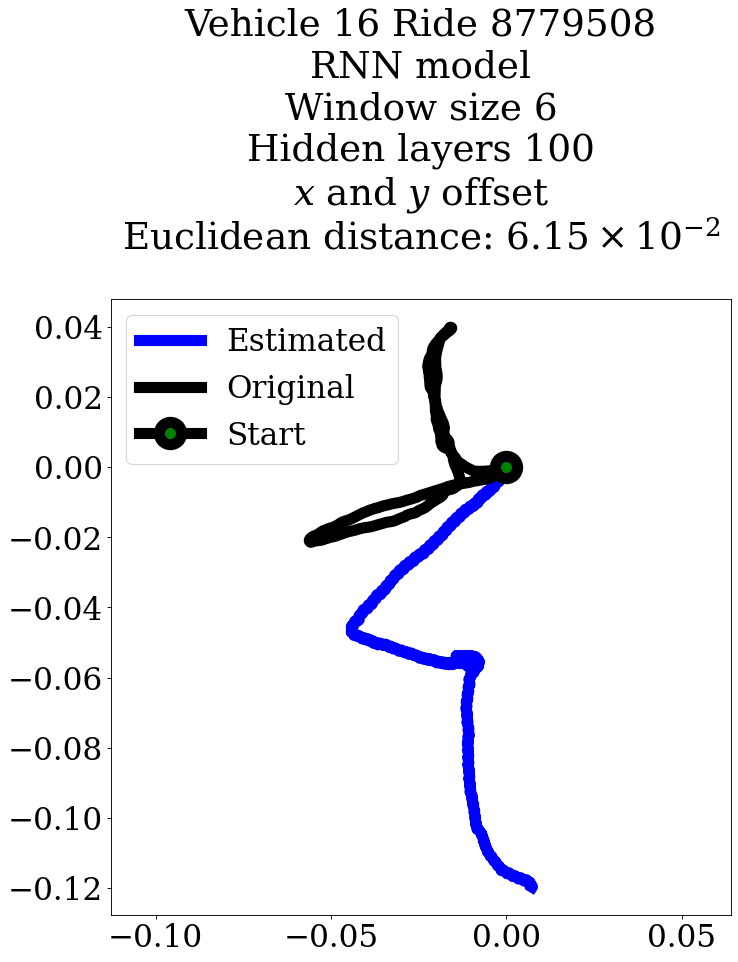 Vehicle 16 Ride 8779508
RNN model
Window size 6
Hidden layers 100
x and y offset
Euclidean distance: 6.15 × 10⁻²
Estimated
Original
Start
0.04
0.02
0.00
−0.02
−0.04
−0.06
−0.08
−0.10
−0.12
−0.10
−0.05
0.00
0.05